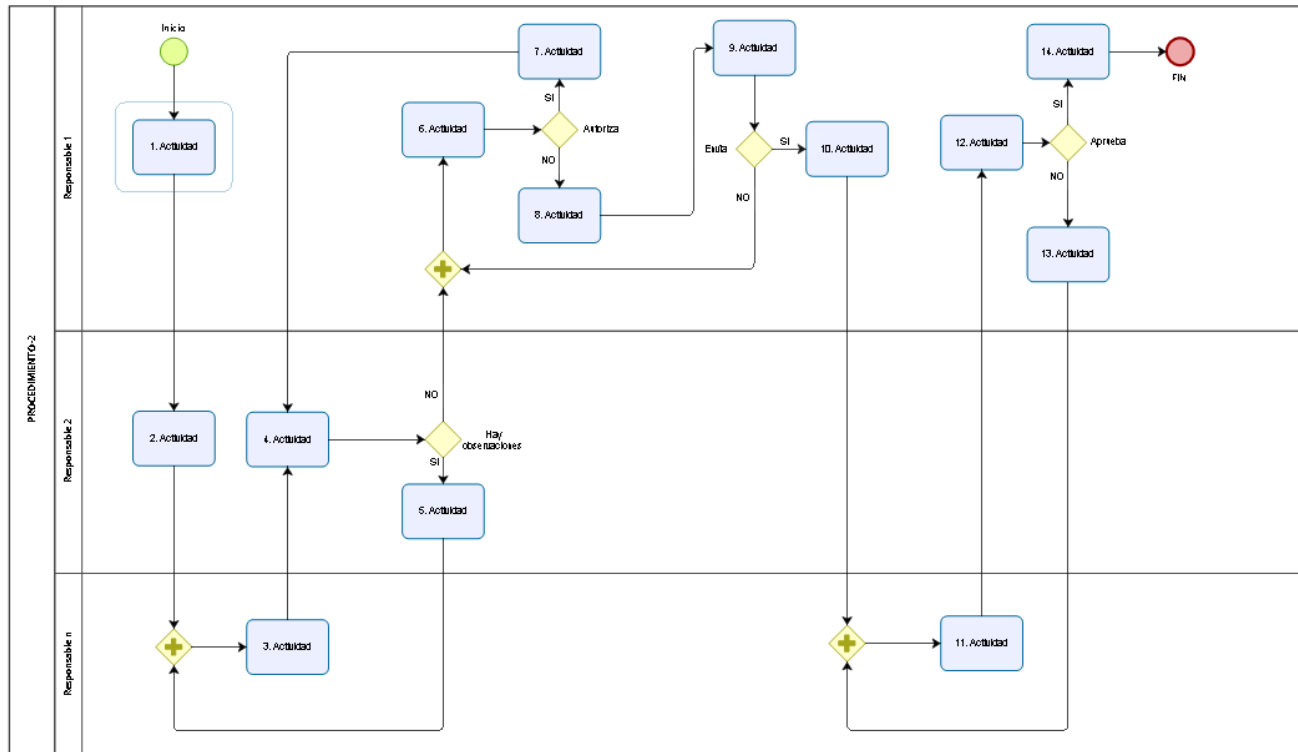 PROCEDIMIENTO-2
Responsable 1
Inicio
1. Actividad
7. Actividad
SI
6. Actividad
Autoriza
NO
8. Actividad
9. Actividad
Envía
SI
10. Actividad
NO
14. Actividad
FIN
SI
12. Actividad
Aprueba
NO
13. Actividad
Responsable 2
2. Actividad
4. Actividad
NO
Hay
observaciones
SI
5. Actividad
Responsable n
3. Actividad
11. Actividad